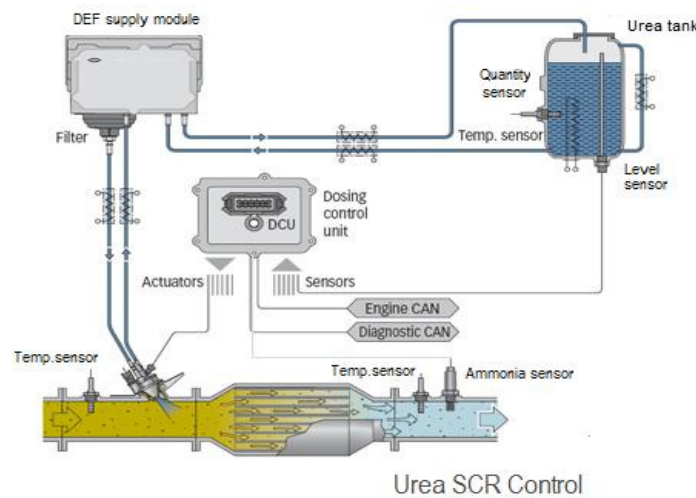 DEF supply module
Urea tank
Quantity
sensor
Filter
Temp. sensor
Level
sensor
Dosing
control
unit
DCU
Actuators
Sensors
Engine CAN
Diagnostic CAN
Temp.sensor
Temp.sensor
Ammonia sensor
Urea SCR Control